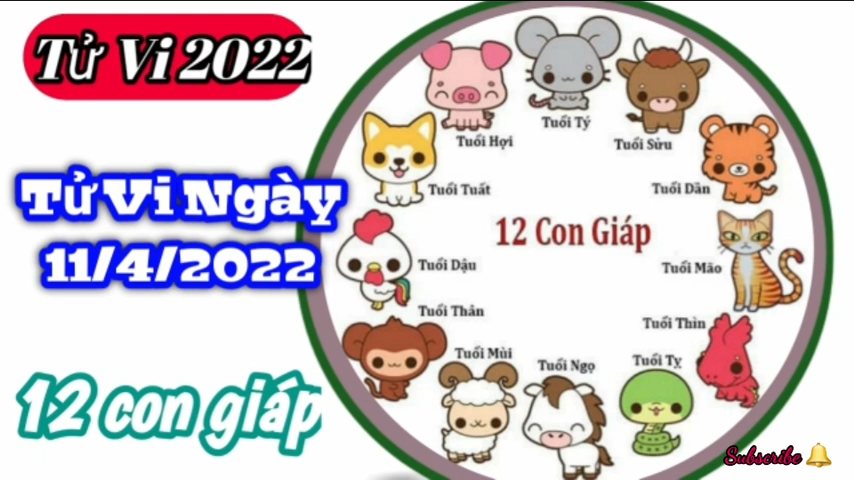 Tử Vi 2022
Tử Vi Ngày
11/4/2022
12 con giáp
Tuổi Hợi
Tuổi Tý
Tuổi Sửu
Tuổi Tuất
Tuổi Dần
12 Con Giáp
Tuổi Dậu
Tuổi Mão
Tuổi Thân
Tuổi Thìn
Tuổi Mùi
Tuổi Ngọ
Tuổi Tỵ
Subscribe